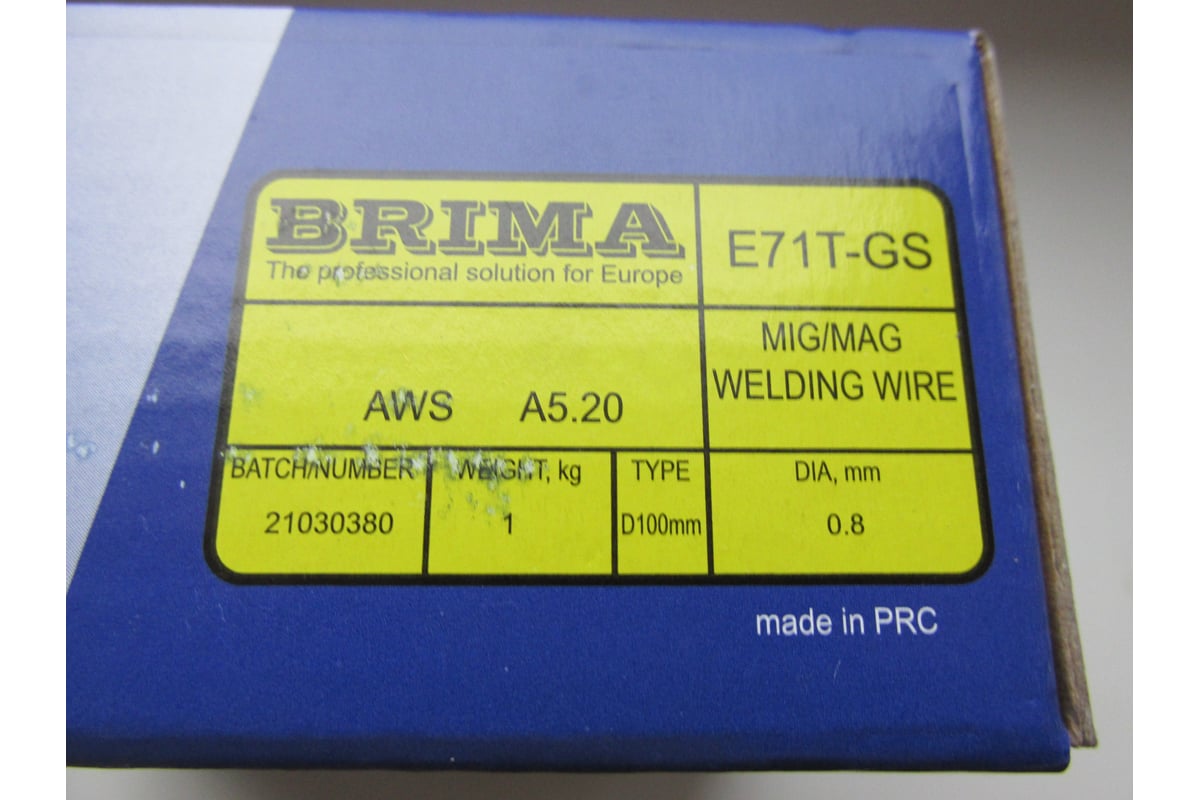 BRIMA
The professional solution for Europe
E71T-GS
AWS A5.20
MIG/MAG
WELDING WIRE
BATCH/NUMBER
21030380
WEIGHT, kg
1
TYPE
D100mm
DIA, mm
0.8
made in PRC